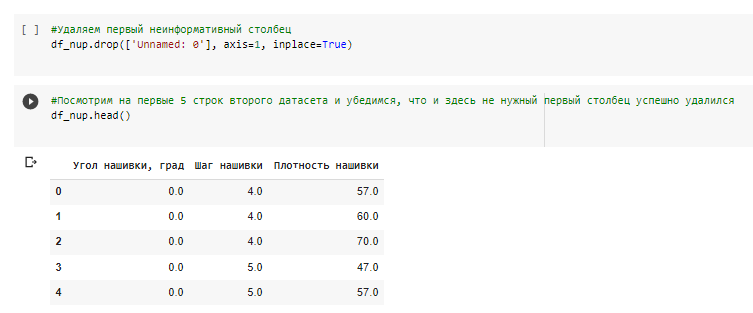 [ ] #Удаляем первый неинформативный столбец
df_nup.drop(['Unnamed: 0'], axis=1, inplace=True)
#Посмотрим на первые 5 строк второго датасета и убедимся, что и здесь не нужный первый столбец успешно удалился
df_nup.head()
Угол нашивки, град Шаг нашивки Плотность нашивки
0 0.0 4.0 57.0
1 0.0 4.0 60.0
2 0.0 4.0 70.0
3 0.0 5.0 47.0
4 0.0 5.0 57.0